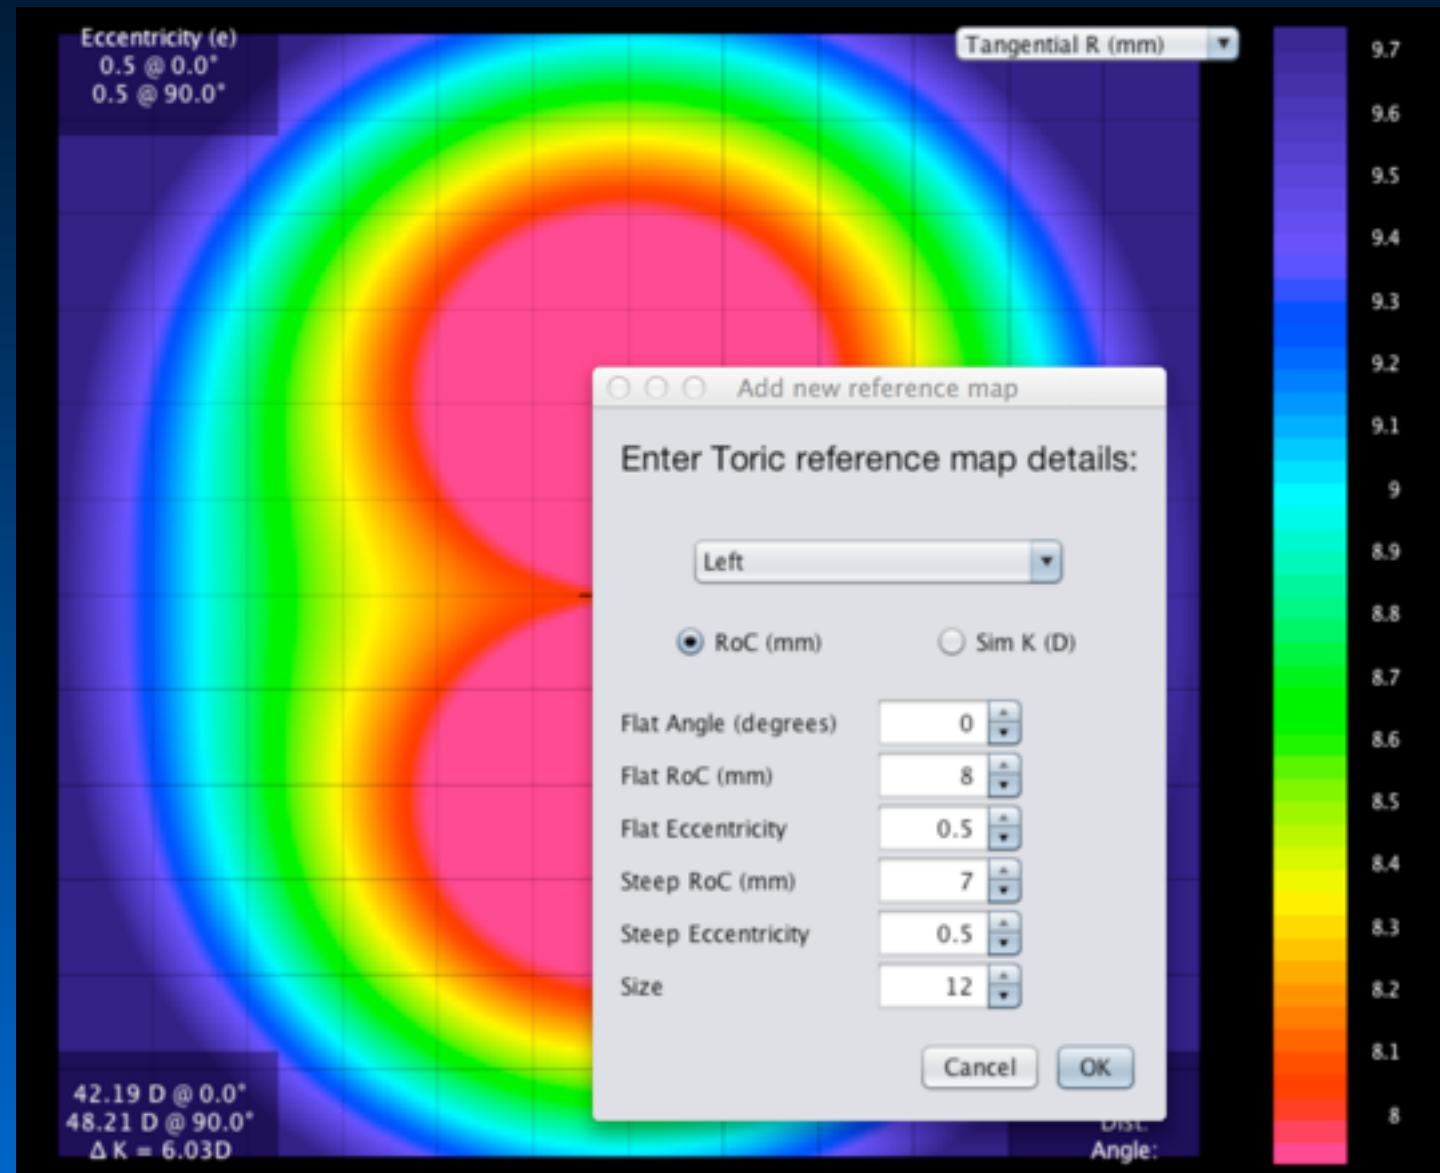 Eccentricity (e)
0.5 @ 0.0°
0.5 @ 90.0°
Tangential R (mm)
9.7
9.6
9.5
9.4
9.3
9.2
9.1
9
8.9
8.8
8.7
8.6
8.5
8.4
8.3
8.2
8.1
8
Add new reference map
Enter Toric reference map details:
Left
RoC (mm) Sim K (D)
Flat Angle (degrees) 0
Flat RoC (mm) 8
Flat Eccentricity 0.5
Steep RoC (mm) 7
Steep Eccentricity 0.5
Size 12
Cancel OK
42.19 D @ 0.0°
48.21 D @ 90.0°
Δ K = 6.03D
Dist:
Angle: